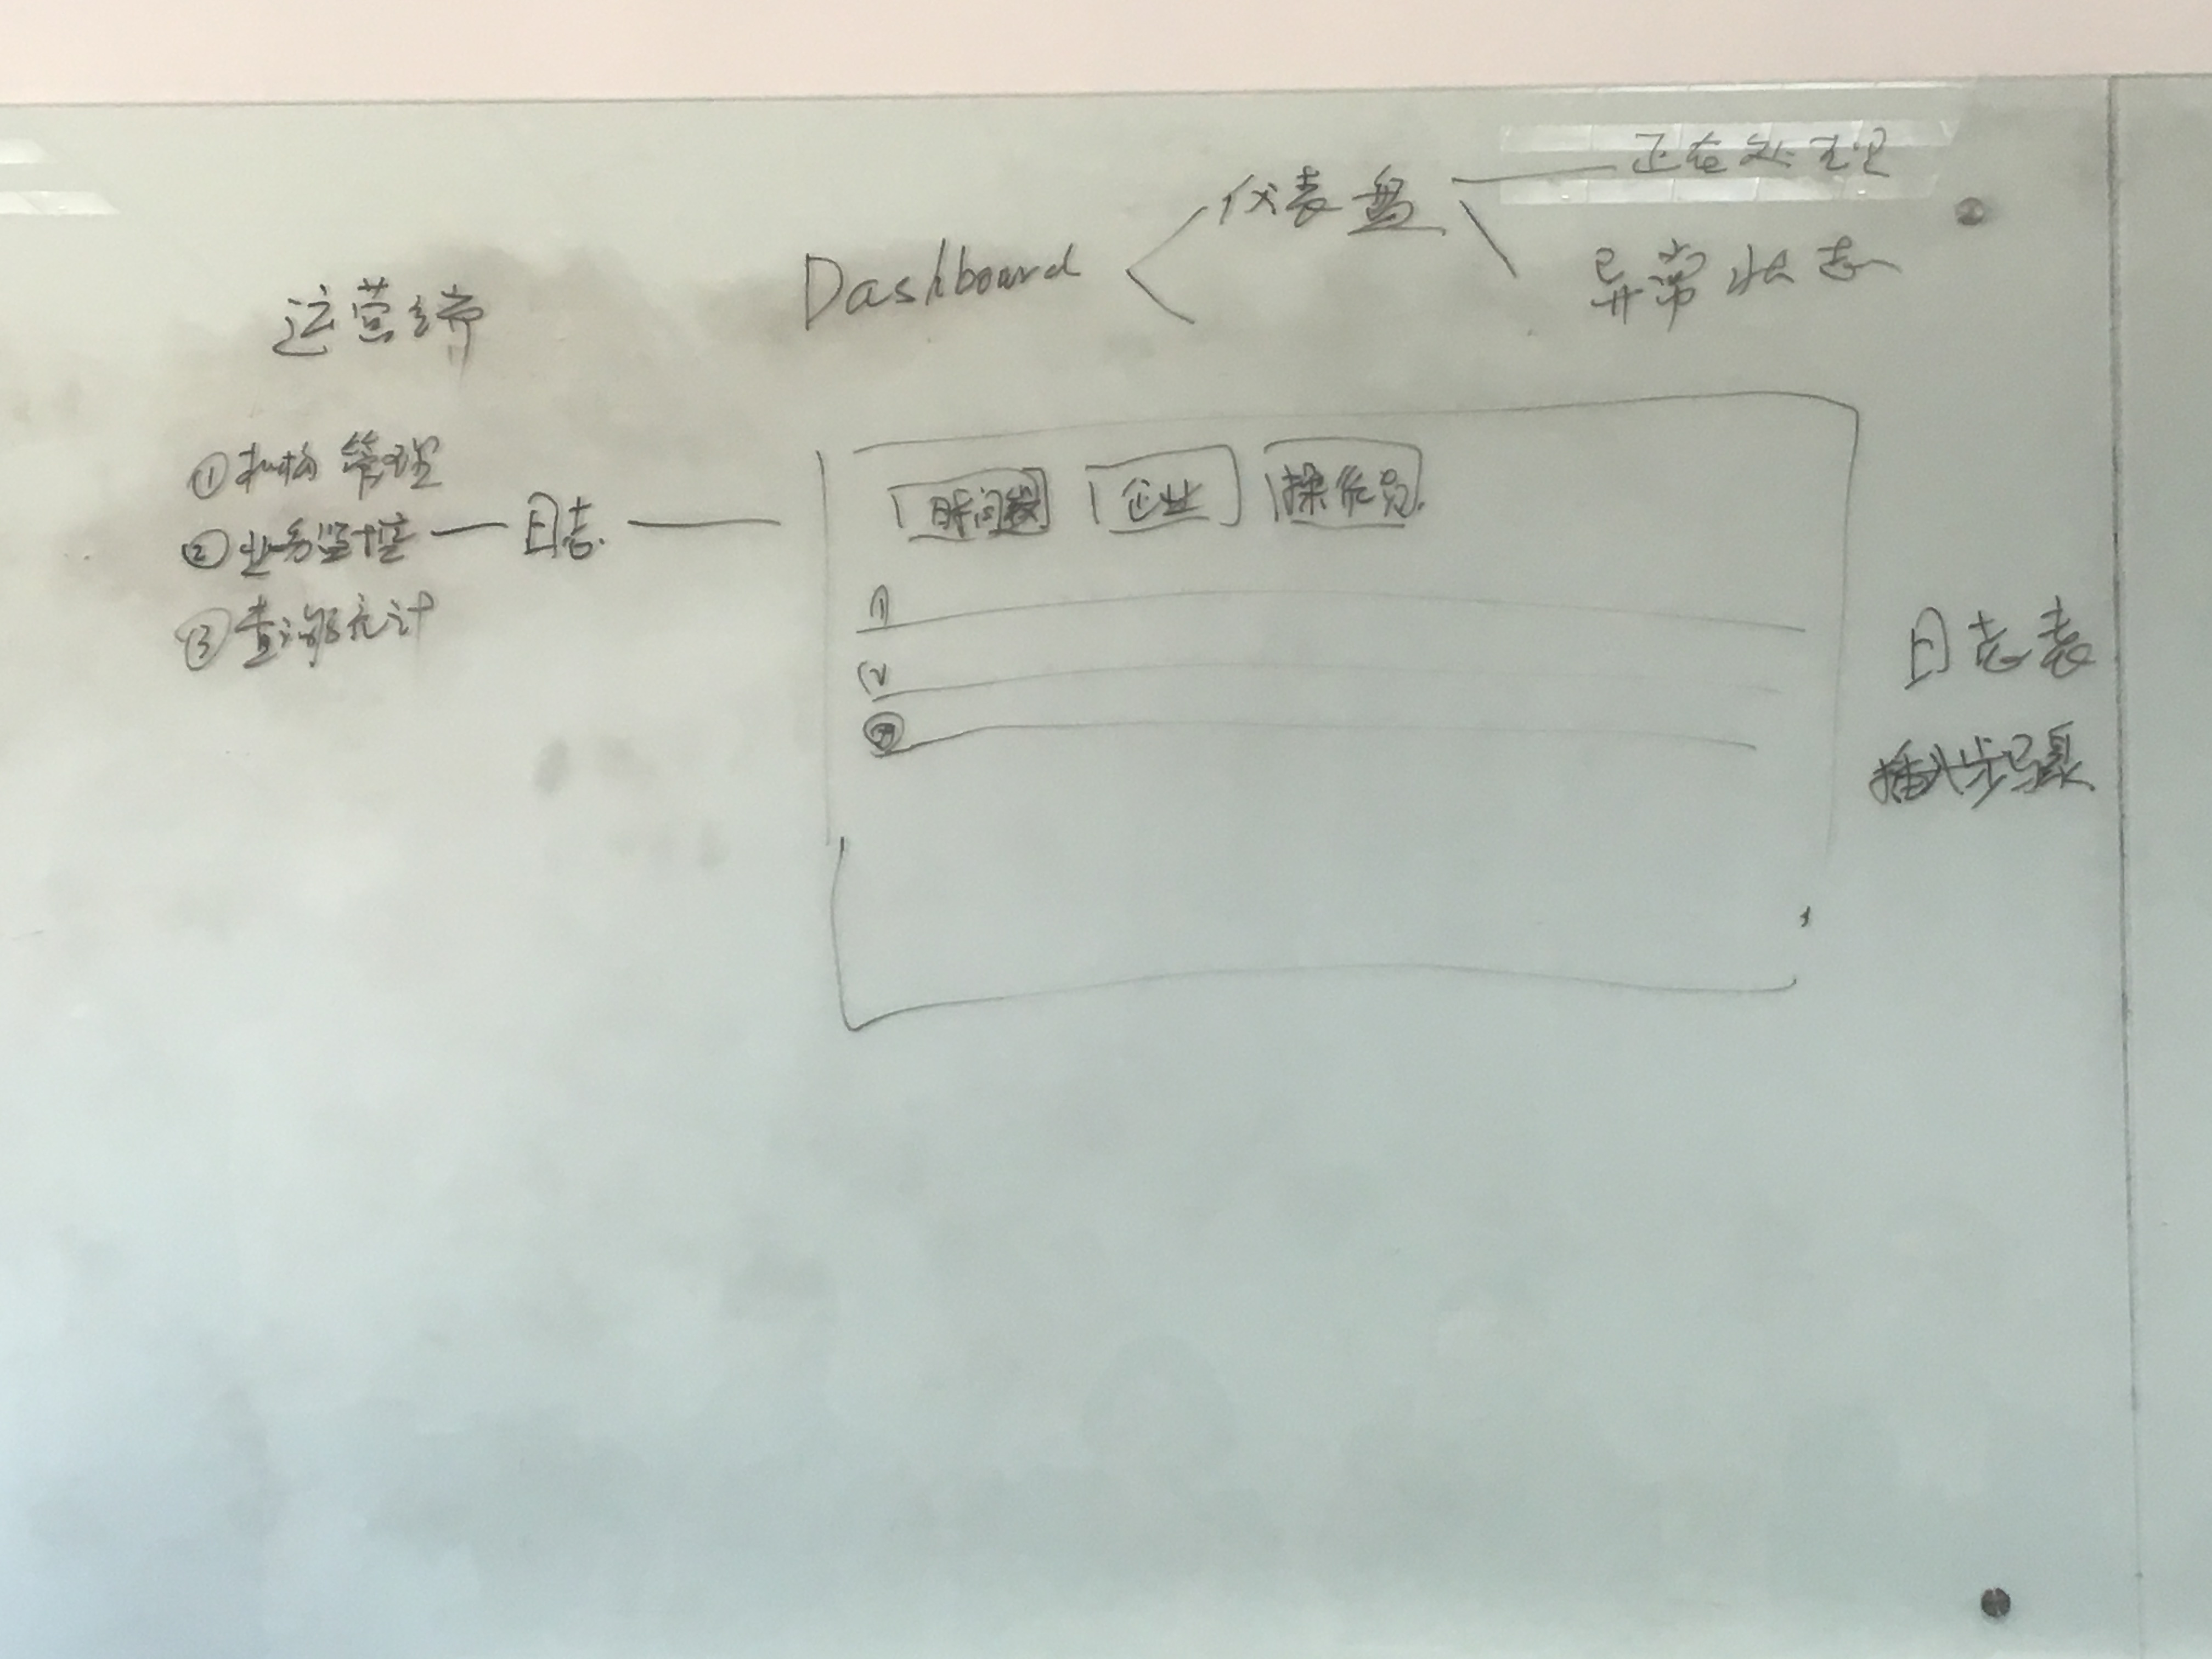 正在处理
仪表盘
Dashboard
异常状态
运营端
①机构管理
②业务监控 — 日志
③查询统计
时间段 企业 操作员
①
②
③
日志表
插入步骤